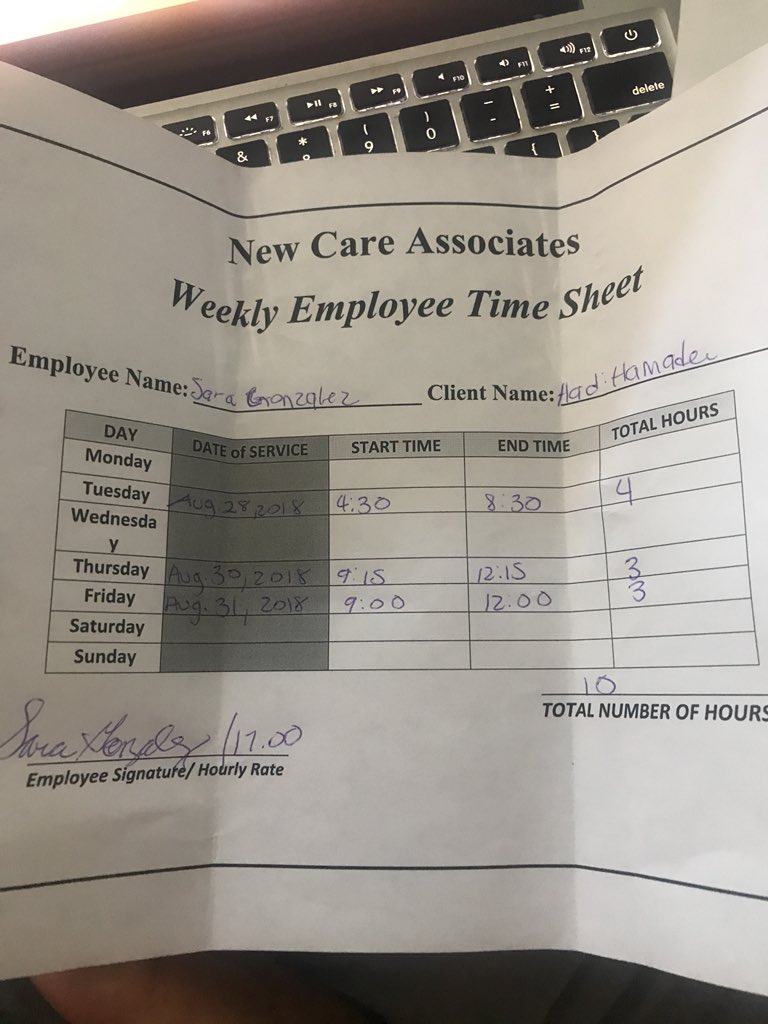 F6 F7 F8 F9 F10 F11 F12
delete
& * 9 ( 0 ) - _ = +
{ }
New Care Associates
Weekly Employee Time Sheet
Employee Name: Sara Gonzalez Client Name: Hadi Hamadeh
DAY DATE of SERVICE START TIME END TIME TOTAL HOURS
Monday
Tuesday Aug 28, 2018 4:30 8:30 4
Wednesda
y
Thursday Aug. 30, 2018 9:15 12:15 3
Friday Aug. 31, 2018 9:00 12:00 3
Saturday
Sunday
10
TOTAL NUMBER OF HOURS
Sara Gonzalez /17.00
Employee Signature/ Hourly Rate